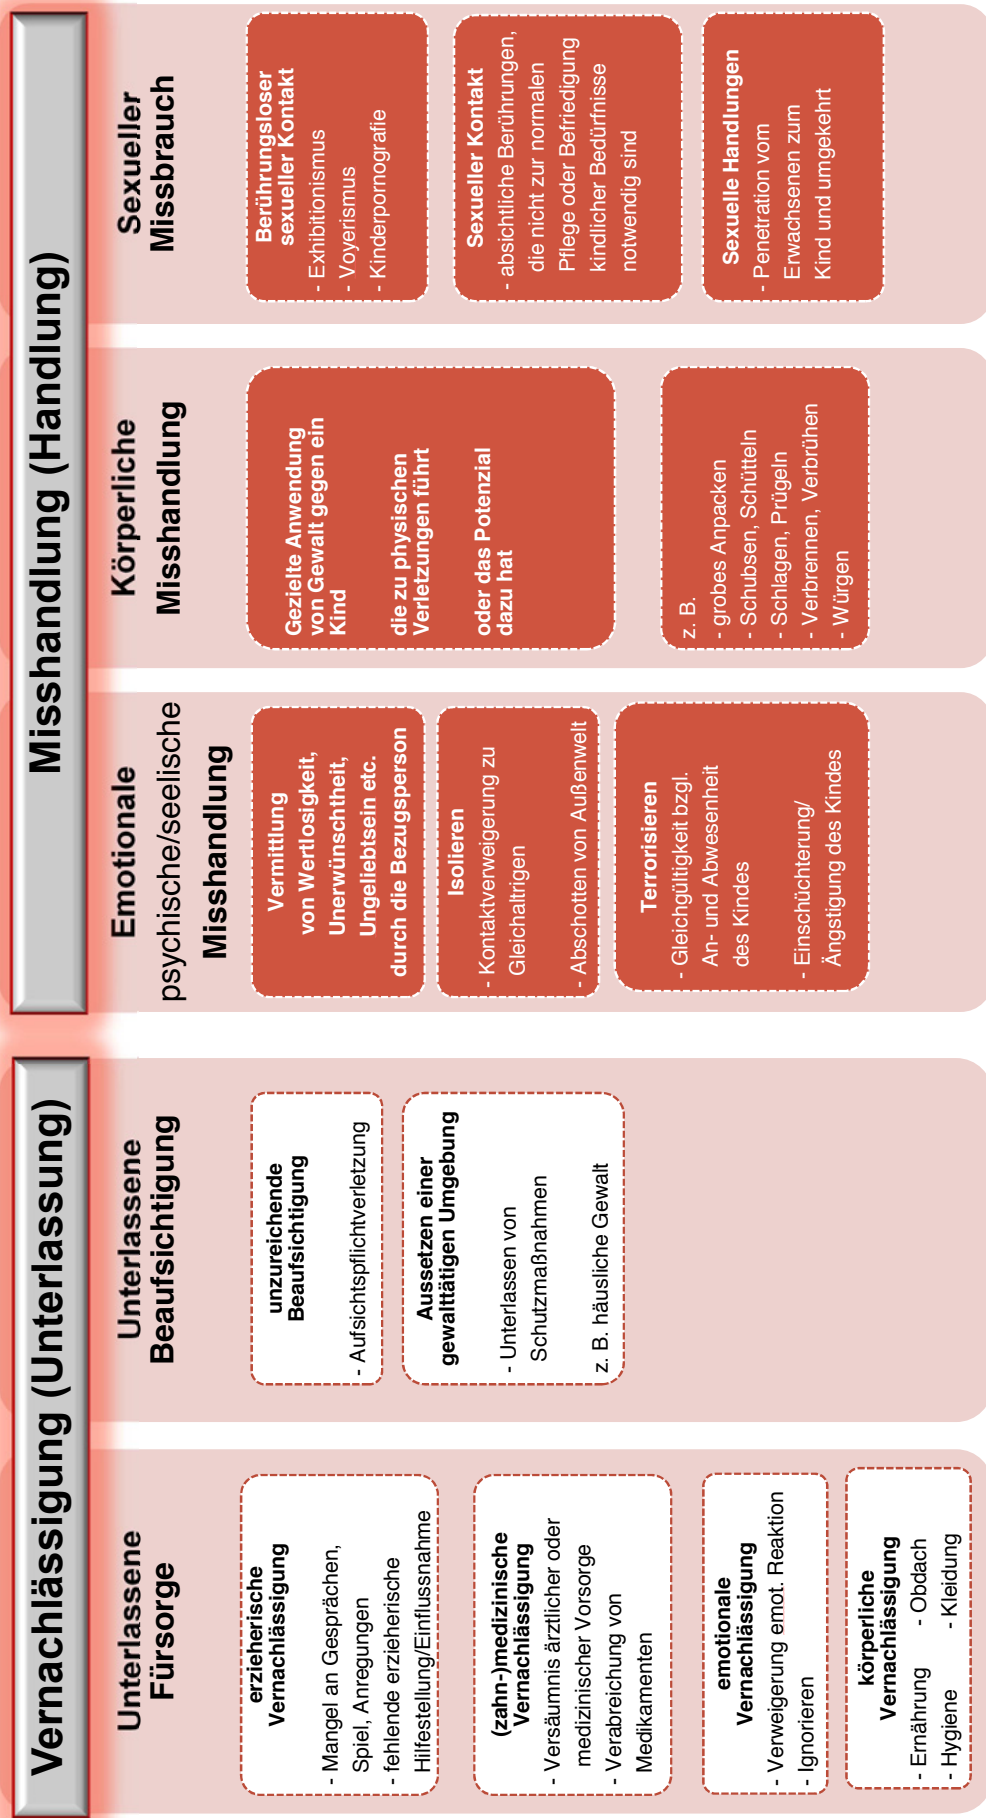 Vernachlässigung (Unterlassung)
Unterlassene
Fürsorge
erzieherische
Vernachlässigung
- Mangel an Gesprächen,
Spiel, Anregungen
- fehlende erzieherische
Hilfestellung/Einflussnahme
(zahn-)medizinische
Vernachlässigung
- Versäumnis ärztlicher oder
medizinischer Vorsorge
- Verabreichung von
Medikamenten
emotionale
Vernachlässigung
- Verweigerung emot. Reaktion
- Ignorieren
körperliche
Vernachlässigung
- Ernährung - Obdach
- Hygiene - Kleidung
Unterlassene
Beaufsichtigung
unzureichende
Beaufsichtigung
- Aufsichtspflichtverletzung
Aussetzen einer
gewalttätigen Umgebung
- Unterlassen von
Schutzmaßnahmen
z. B. häusliche Gewalt
Misshandlung (Handlung)
Emotionale
psychische/seelische
Misshandlung
Vermittlung
von Wertlosigkeit,
Unerwünschtheit,
Ungeliebtsein etc.
durch die Bezugsperson
Isolieren
- Kontaktverweigerung zu
Gleichaltrigen
- Abschotten von Außenwelt
Terrorisieren
- Gleichgültigkeit bzgl.
An- und Abwesenheit
des Kindes
- Einschüchterung/
Ängstigung des Kindes
Körperliche
Misshandlung
Gezielte Anwendung
von Gewalt gegen ein
Kind
die zu physischen
Verletzungen führt
oder das Potenzial
dazu hat
z. B.
- grobes Anpacken
- Schubsen, Schütteln
- Schlagen, Prügeln
- Verbrennen, Verbrühen
- Würgen
Sexueller
Missbrauch
Berührungsloser
sexueller Kontakt
- Exhibitionismus
- Voyerismus
- Kinderpornografie
Sexueller Kontakt
- absichtliche Berührungen,
die nicht zur normalen
Pflege oder Befriedigung
kindlicher Bedürfnisse
notwendig sind
Sexuelle Handlungen
- Penetration vom
Erwachsenen zum
Kind und umgekehrt